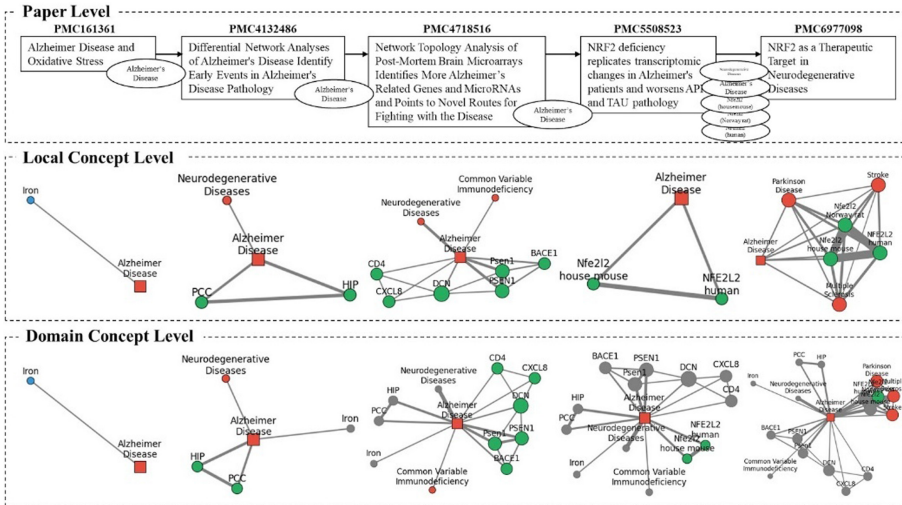 Paper Level
PMC161361
PMC4132486
PMC4718516
PMC5508523
PMC6977098
Alzheimer Disease and
Oxidative Stress
Alzheimer's
Disease
Differential Network Analyses
of Alzheimer's Disease Identify
Early Events in Alzheimer's
Disease Pathology
Alzheimer's
Disease
Network Topology Analysis of
Post-Mortem Brain Microarrays
Identifies More Alzheimer's
Related Genes and MicroRNAs
and Points to Novel Routes for
Fighting with the Disease
Alzheimer's
Disease
NRF2 deficiency
replicates transcriptomic
changes in Alzheimer's
patients and worsens APP
and TAU pathology
Alzheimer's
Disease
(house mouse)
(Norway rat)
(human)
NRF2 as a Therapeutic
Target in
Neurodegenerative
Diseases
Local Concept Level
Iron
Alzheimer
Disease
Neurodegenerative
Diseases
Alzheimer
Disease
PCC
HIP
Common Variable
Immunodeficiency
Neurodegenerative
Diseases
Alzheimer
Disease
CD4
Psen1
BACE1
CXCL8
DCN
PSEN1
Alzheimer
Disease
Nfe2l2
house mouse
NFE2L2
human
Parkinson
Disease
Stroke
Nfe2l2
Norway rat
Alzheimer
Disease
Nfe2l2
house mouse
NFE2L2
human
Multiple
Sclerosis
Domain Concept Level
Iron
Alzheimer
Disease
Neurodegenerative
Diseases
Alzheimer
Disease
Iron
HIP
PCC
CD4
CXCL8
Neurodegenerative
Diseases
HIP
Alzheimer
Disease
DCN
PCC
Psen1
PSEN1
BACE1
Iron
Common Variable
Immunodeficiency
BACE1
PSEN1
Psen1
DCN
CXCL8
CD4
HIP
Alzheimer
Disease
PCC
Neurodegenerative
Diseases
NFE2L2
human
Nfe2l2
house mouse
Iron
Common Variable
Immunodeficiency
PCC
HIP
Parkinson
Disease
Iron
Neurodegenerative
Diseases
Alzheimer
Disease
Stroke
BACE1
PSEN1
Psen1
Common Variable
Immunodeficiency
DCN
CD4
CXCL8